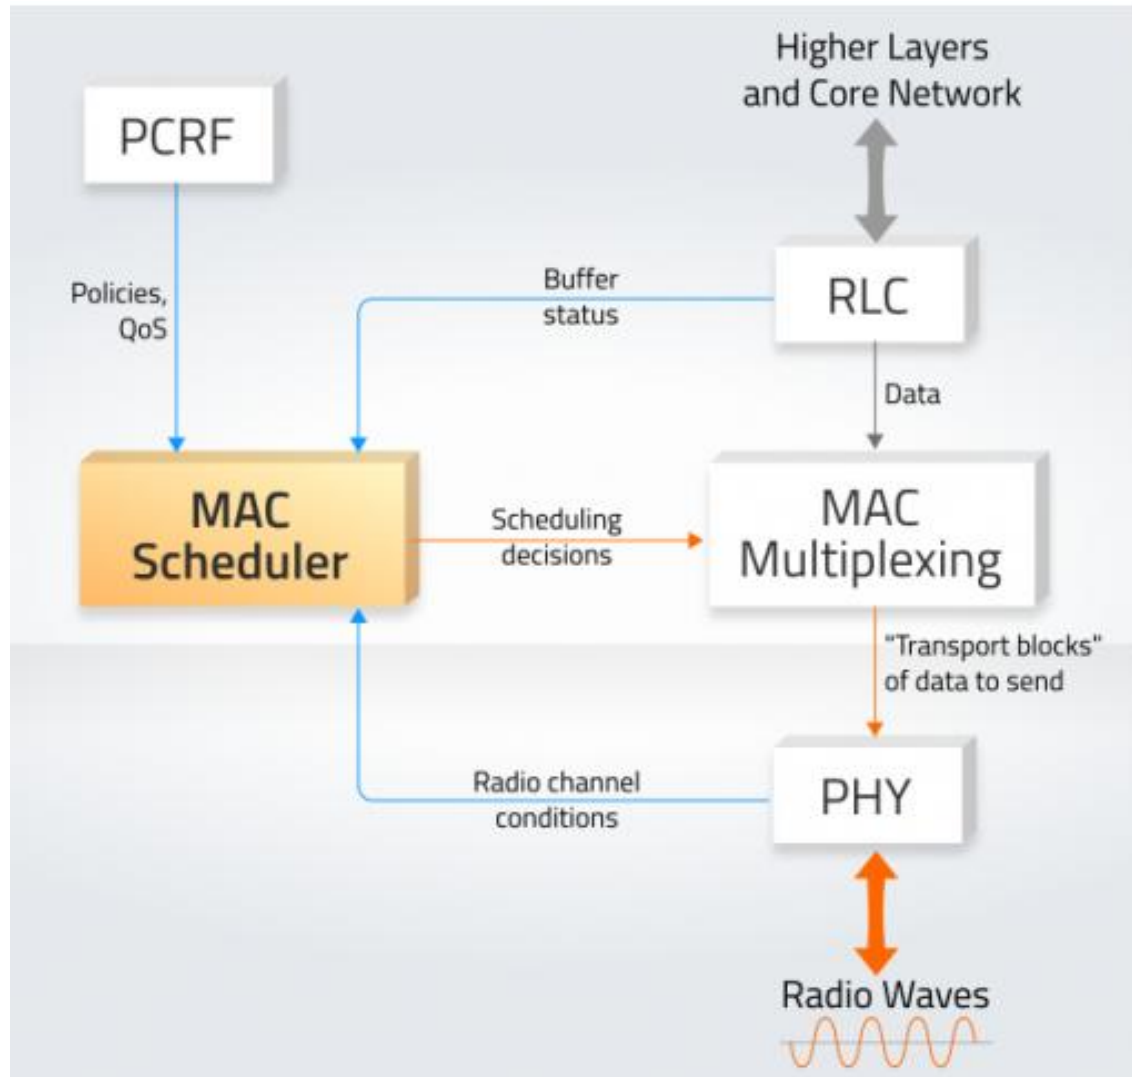 Higher Layers
and Core Network
PCRF
Policies,
QoS
Buffer
status
RLC
Data
MAC
Scheduler
Scheduling
decisions
MAC
Multiplexing
"Transport blocks"
of data to send
Radio channel
conditions
PHY
Radio Waves